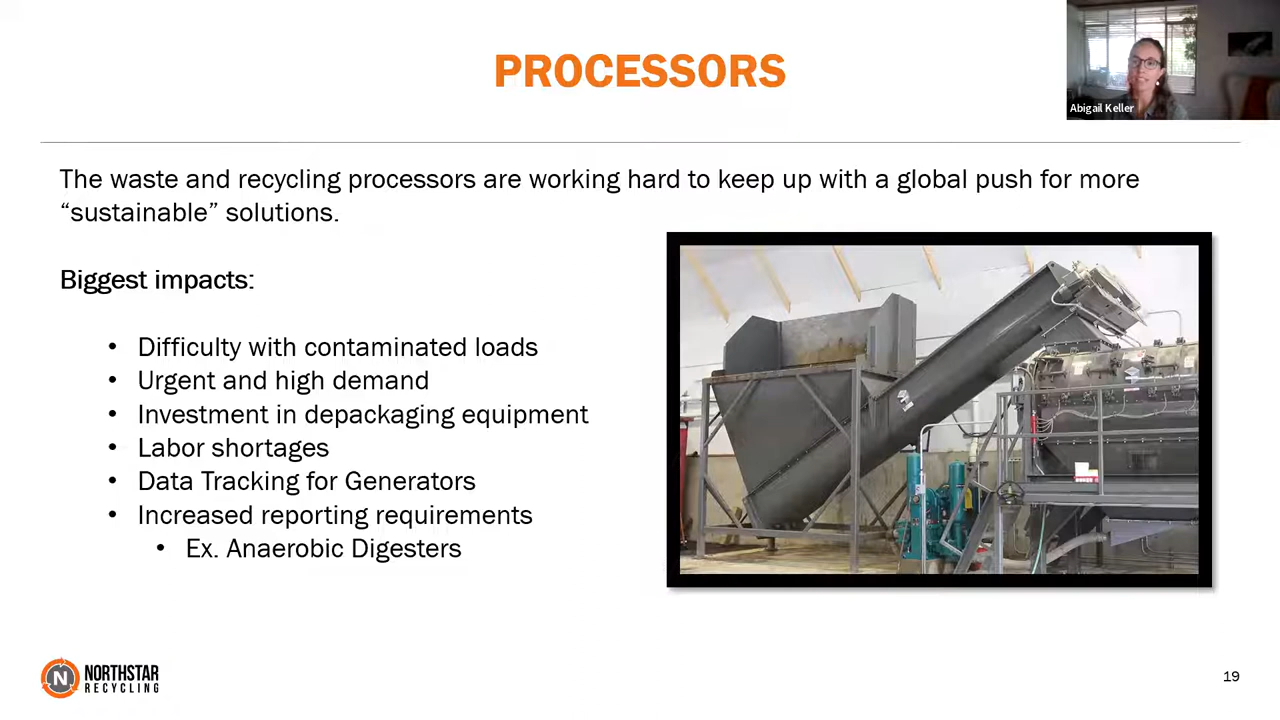 PROCESSORS
Abigail Keller
The waste and recycling processors are working hard to keep up with a global push for more
“sustainable” solutions.
Biggest impacts:
• Difficulty with contaminated loads
• Urgent and high demand
• Investment in depackaging equipment
• Labor shortages
• Data Tracking for Generators
• Increased reporting requirements
• Ex. Anaerobic Digesters
N
NORTHSTAR
RECYCLING
19